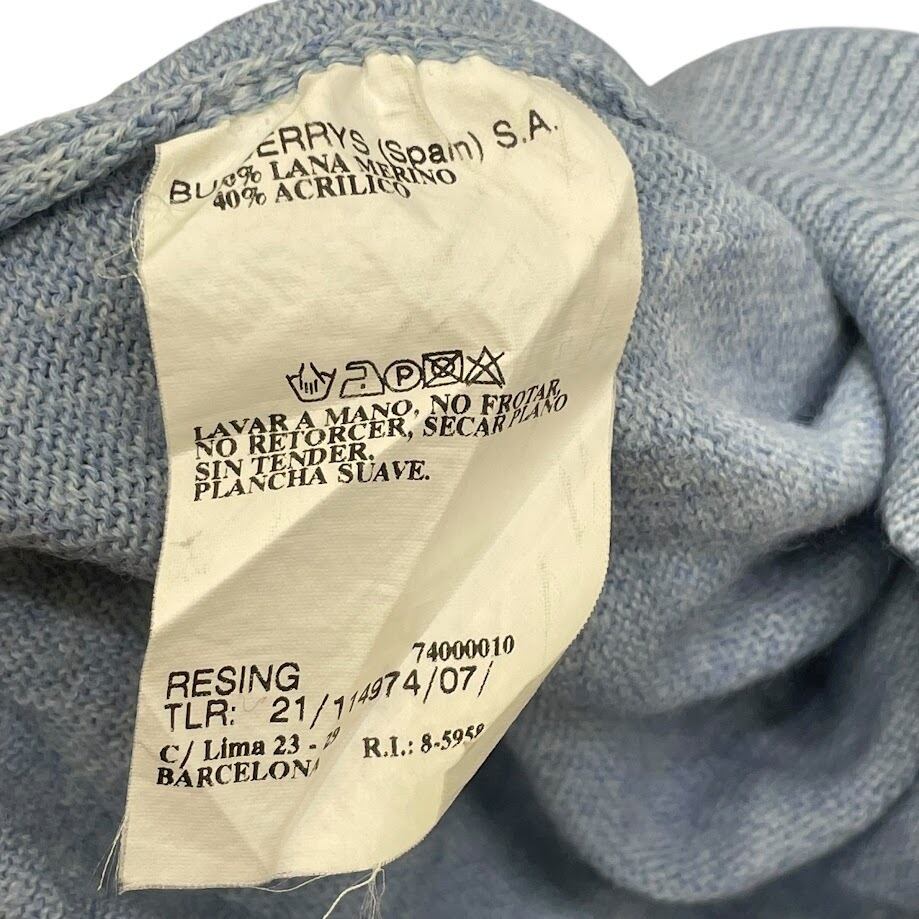 BURBERRYS (Spain) S.A.
% LANA MERINO
40% ACRILICO
P
LAVAR A MANO, NO FROTAR,
NO RETORCER, SECAR PLANO
SIN TENDER.
PLANCHA SUAVE.
74000010
RESING
TLR: 21/114974/07/
C/ Lima 23 - 29 R.I.: 8-5958
BARCELONA